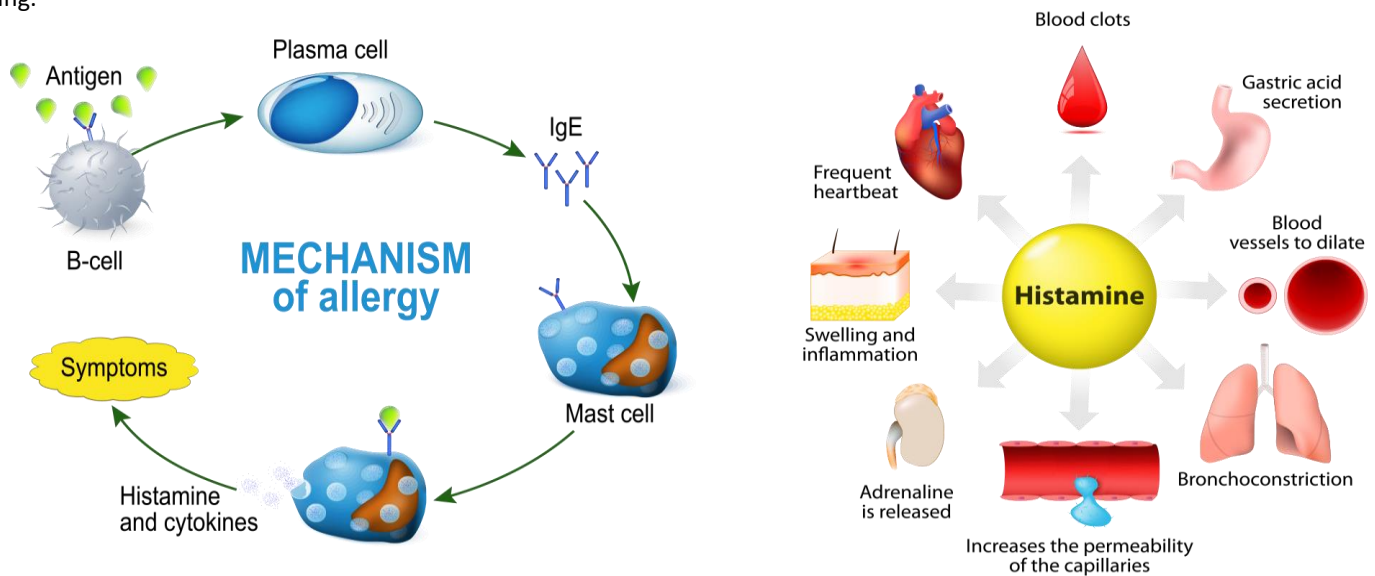 ing:
Plasma cell
Antigen
IgE
B-cell
MECHANISM
of allergy
Symptoms
Mast cell
Histamine
and cytokines
Blood clots
Gastric acid
secretion
Frequent
heartbeat
Blood
vessels to dilate
Histamine
Swelling and
inflammation
Bronchoconstriction
Adrenaline
is released
Increases the permeability
of the capillaries